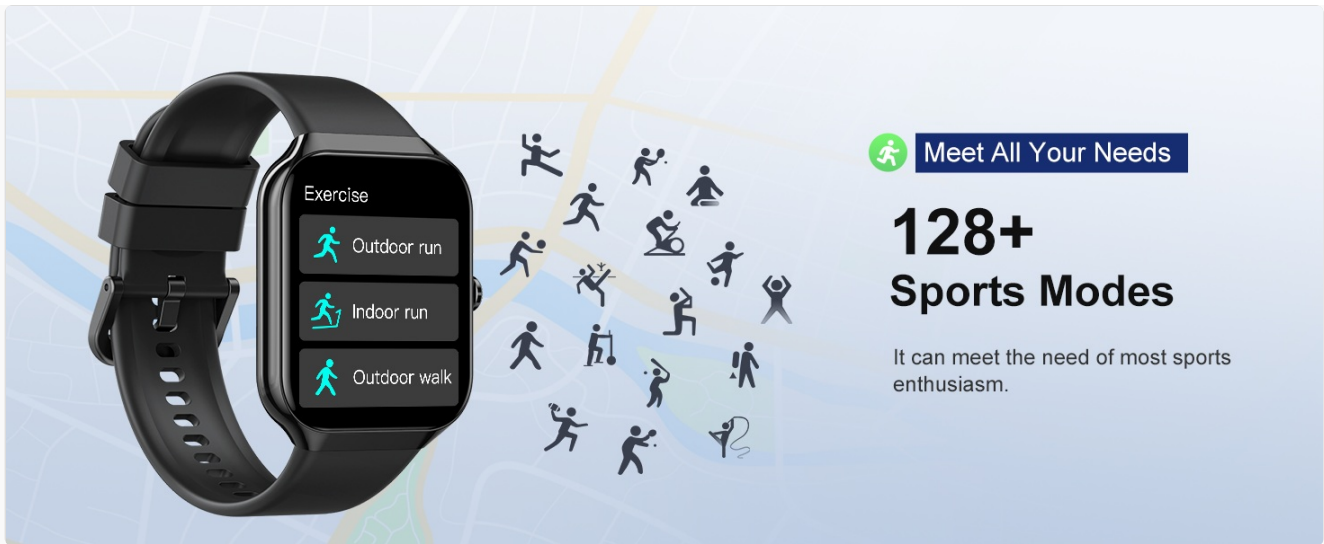 Exercise
Outdoor run
Indoor run
Outdoor walk
Meet All Your Needs
128+
Sports Modes
It can meet the need of most sports
enthusiasm.